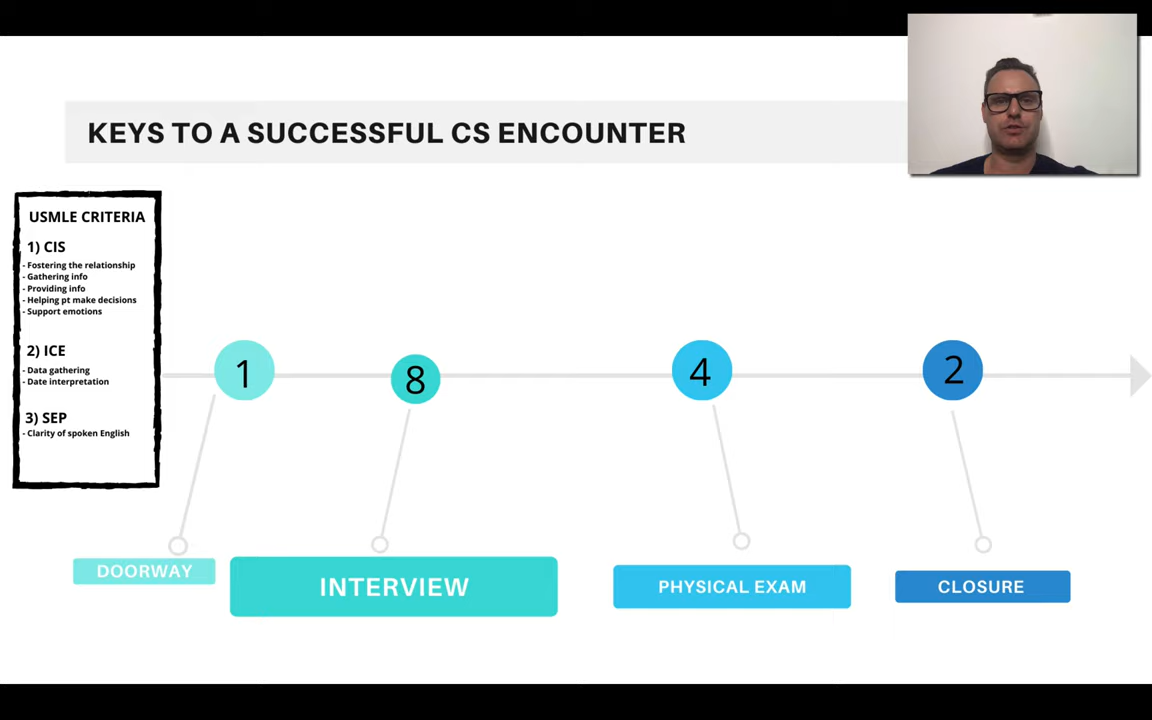 KEYS TO A SUCCESSFUL CS ENCOUNTER
USMLE CRITERIA
1) CIS
- Fostering the relationship
- Gathering info
- Providing info
- Helping pt make decisions
- Support emotions
2) ICE
- Data gathering
- Date interpretation
3) SEP
- Clarity of spoken English
1
8
4
2
DOORWAY
INTERVIEW
PHYSICAL EXAM
CLOSURE